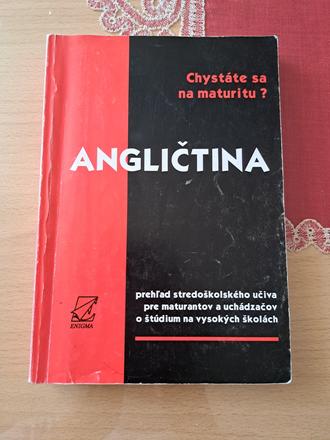 Chystáte sa
na maturitu ?
ANGLIČTINA
prehľad stredoškolského učiva
pre maturantov a uchádzačov
o štúdium na vysokých školách
ENIGMA